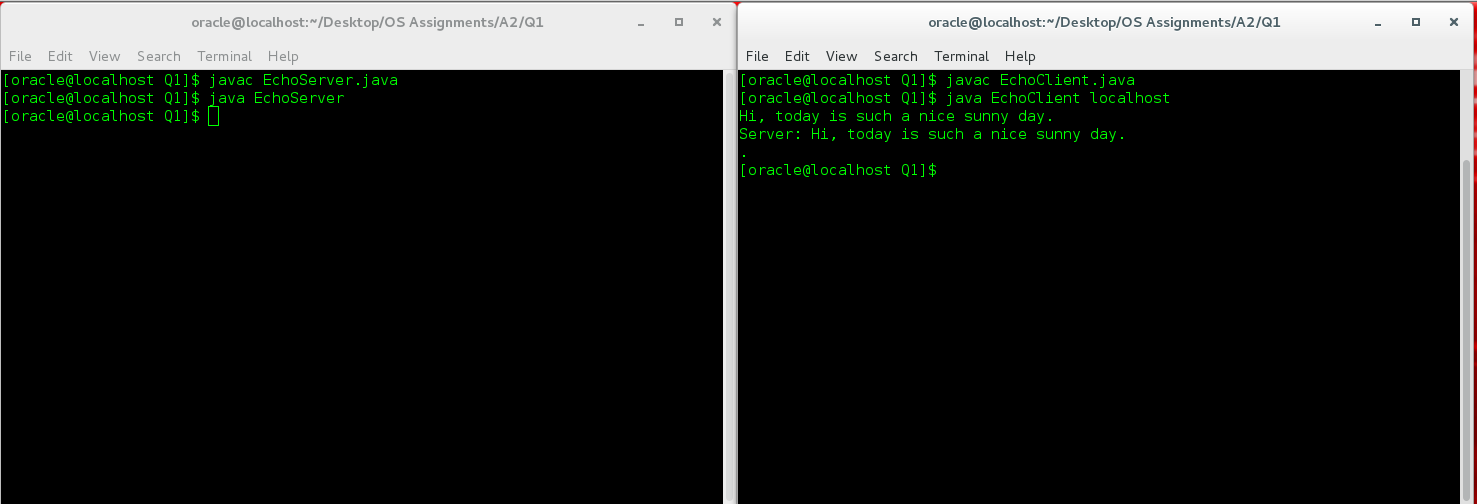 oracle@localhost:~/Desktop/OS Assignments/A2/Q1
File Edit View Search Terminal Help
[oracle@localhost Q1]$ javac EchoServer.java
[oracle@localhost Q1]$ java EchoServer
[oracle@localhost Q1]$
oracle@localhost:~/Desktop/OS Assignments/A2/Q1
File Edit View Search Terminal Help
[oracle@localhost Q1]$ javac EchoClient.java
[oracle@localhost Q1]$ java EchoClient localhost
Hi, today is such a nice sunny day.
Server: Hi, today is such a nice sunny day.
.
[oracle@localhost Q1]$